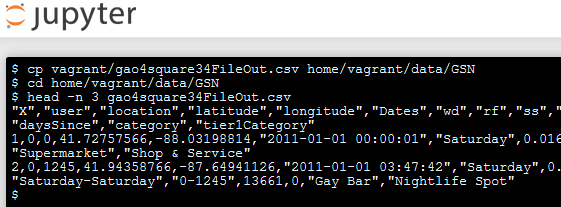 jupyter
$ cp vagrant/gao4square34FileOut.csv home/vagrant/data/GSN
$ cd home/vagrant/data/GSN
$ head -n 3 gao4square34FileOut.csv
"X","user","location","latitude","longitude","Dates","wd","rf","ss","
"daysSince","category","tier1Category"
1,0,0,41.72757566,-88.03198814,"2011-01-01 00:00:01","Saturday",0.016
"Supermarket","Shop & Service"
2,0,1245,41.94358766,-87.64941126,"2011-01-01 03:47:42","Saturday",0.
"Saturday-Saturday","0-1245",13661,0,"Gay Bar","Nightlife Spot"
$